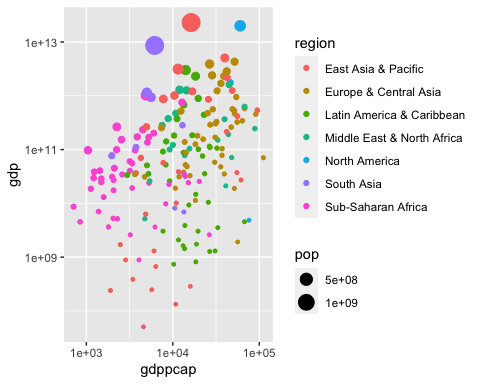 gdp
1e+13
1e+11
1e+09
1e+03
1e+04
1e+05
gdppcap
region
East Asia & Pacific
Europe & Central Asia
Latin America & Caribbean
Middle East & North Africa
North America
South Asia
Sub-Saharan Africa
pop
5e+08
1e+09